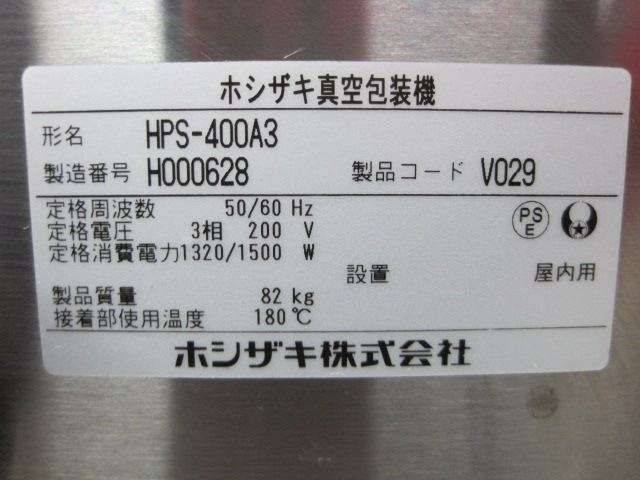 ホシザキ真空包装機
形名 HPS-400A3
製造番号 H000628 製品コード V029
定格周波数 50/60 Hz
定格電圧 3相 200 V
定格消費電力1320/1500 W
PS
E
設置 屋内用
製品質量 82 kg
接着部使用温度 180℃
ホシザキ株式会社